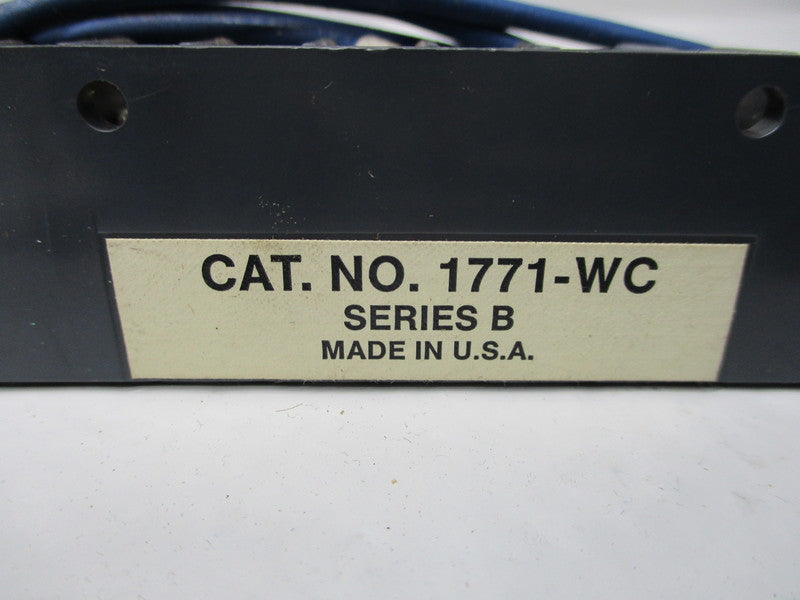 CAT. NO. 1771-WC
SERIES B
MADE IN U.S.A.